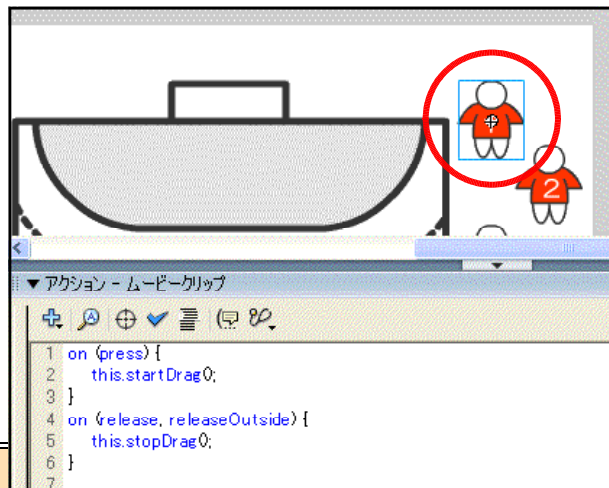 2
▼ アクション - ムービークリップ
1 on (press) {
2 this.startDrag();
3 }
4 on (release, releaseOutside) {
5 this.stopDrag();
6 }
7